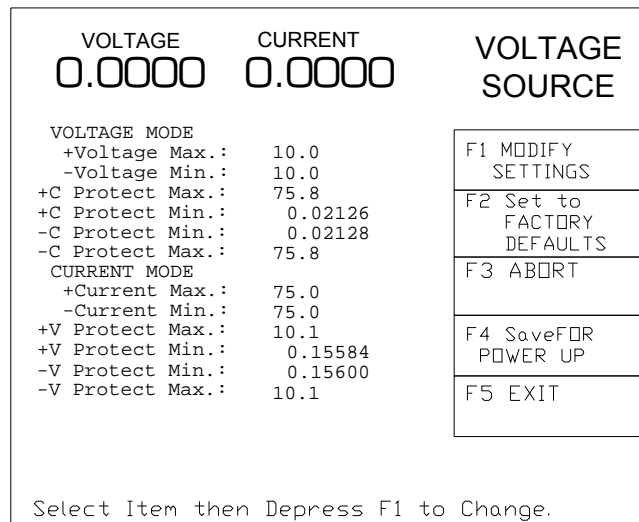 VOLTAGE CURRENT
0.0000 0.0000
VOLTAGE
SOURCE
VOLTAGE MODE
+Voltage Max.: 10.0
-Voltage Min.: 10.0
+C Protect Max.: 75.8
+C Protect Min.: 0.02126
-C Protect Min.: 0.02128
-C Protect Max.: 75.8
CURRENT MODE
+Current Max.: 75.0
-Current Min.: 75.0
+V Protect Max.: 10.1
+V Protect Min.: 0.15584
-V Protect Min.: 0.15600
-V Protect Max.: 10.1
F1 MODIFY
SETTINGS
F2 Set to
FACTORY
DEFAULTS
F3 ABORT
F4 SaveFOR
POWER UP
F5 EXIT
Select Item then Depress F1 to Change.